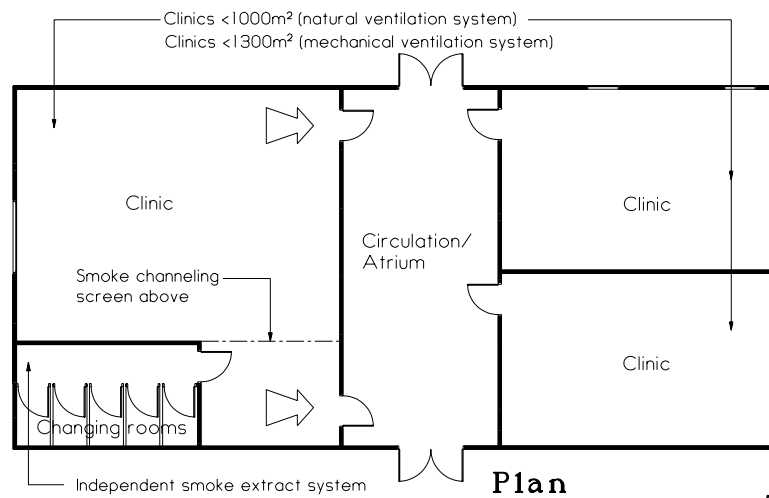 Clinics <1000m² (natural ventilation system)
Clinics <1300m² (mechanical ventilation system)
Clinic
Clinic
Circulation/
Atrium
Smoke channeling
screen above
Clinic
Changing rooms
Independent smoke extract system
Plan